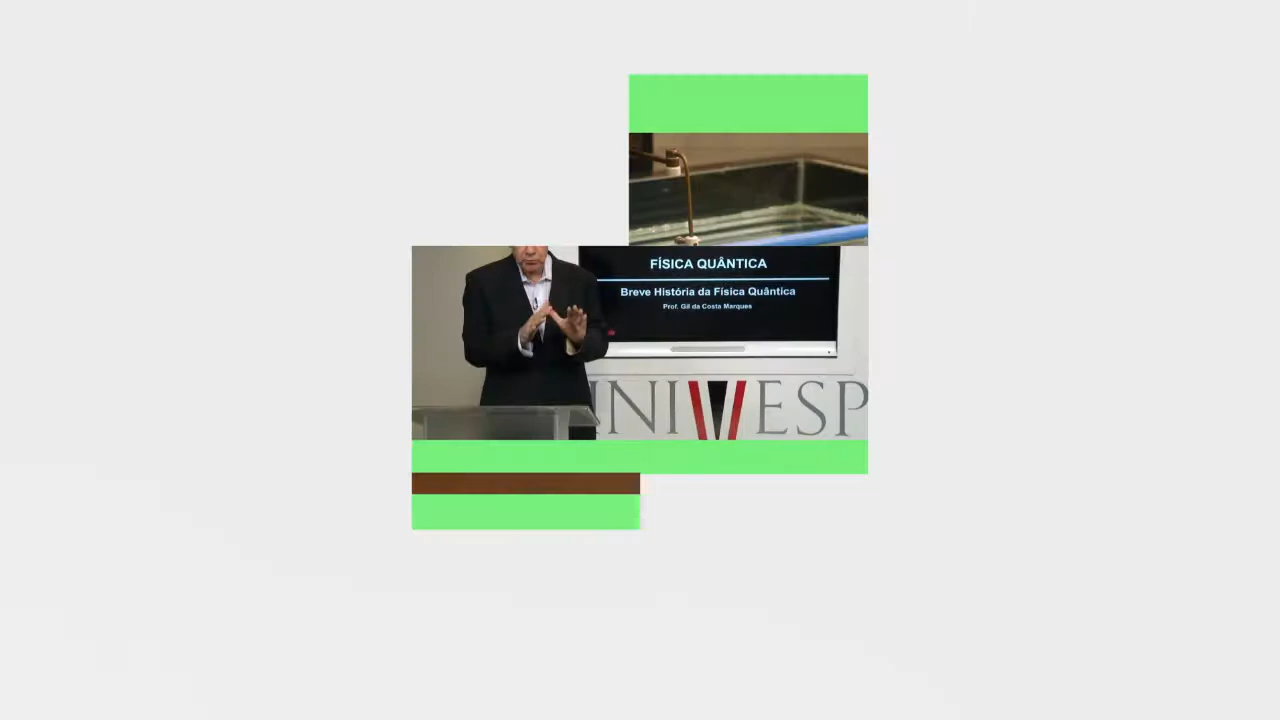 FÍSICA QUÂNTICA
Breve História da Física Quântica
Prof. Gil da Costa Marques
UNIVESP